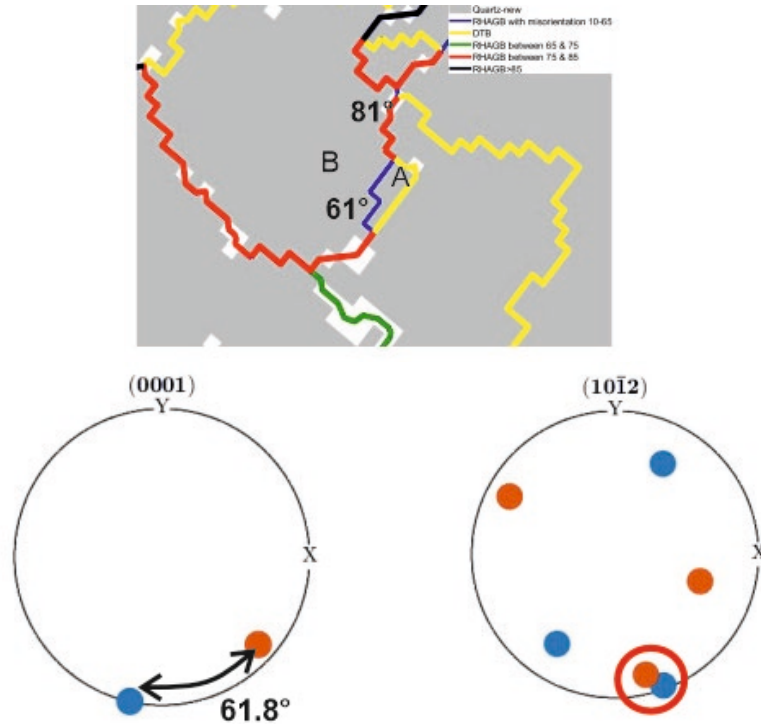 Quartz-new
RHAGB with misorientation 10-65
DTB
RHAGB between 65 & 75
RHAGB between 75 & 85
RHAGB>85
81°
B
A
61°
(0001)
Y
X
61.8°
(101̄2)
Y
X